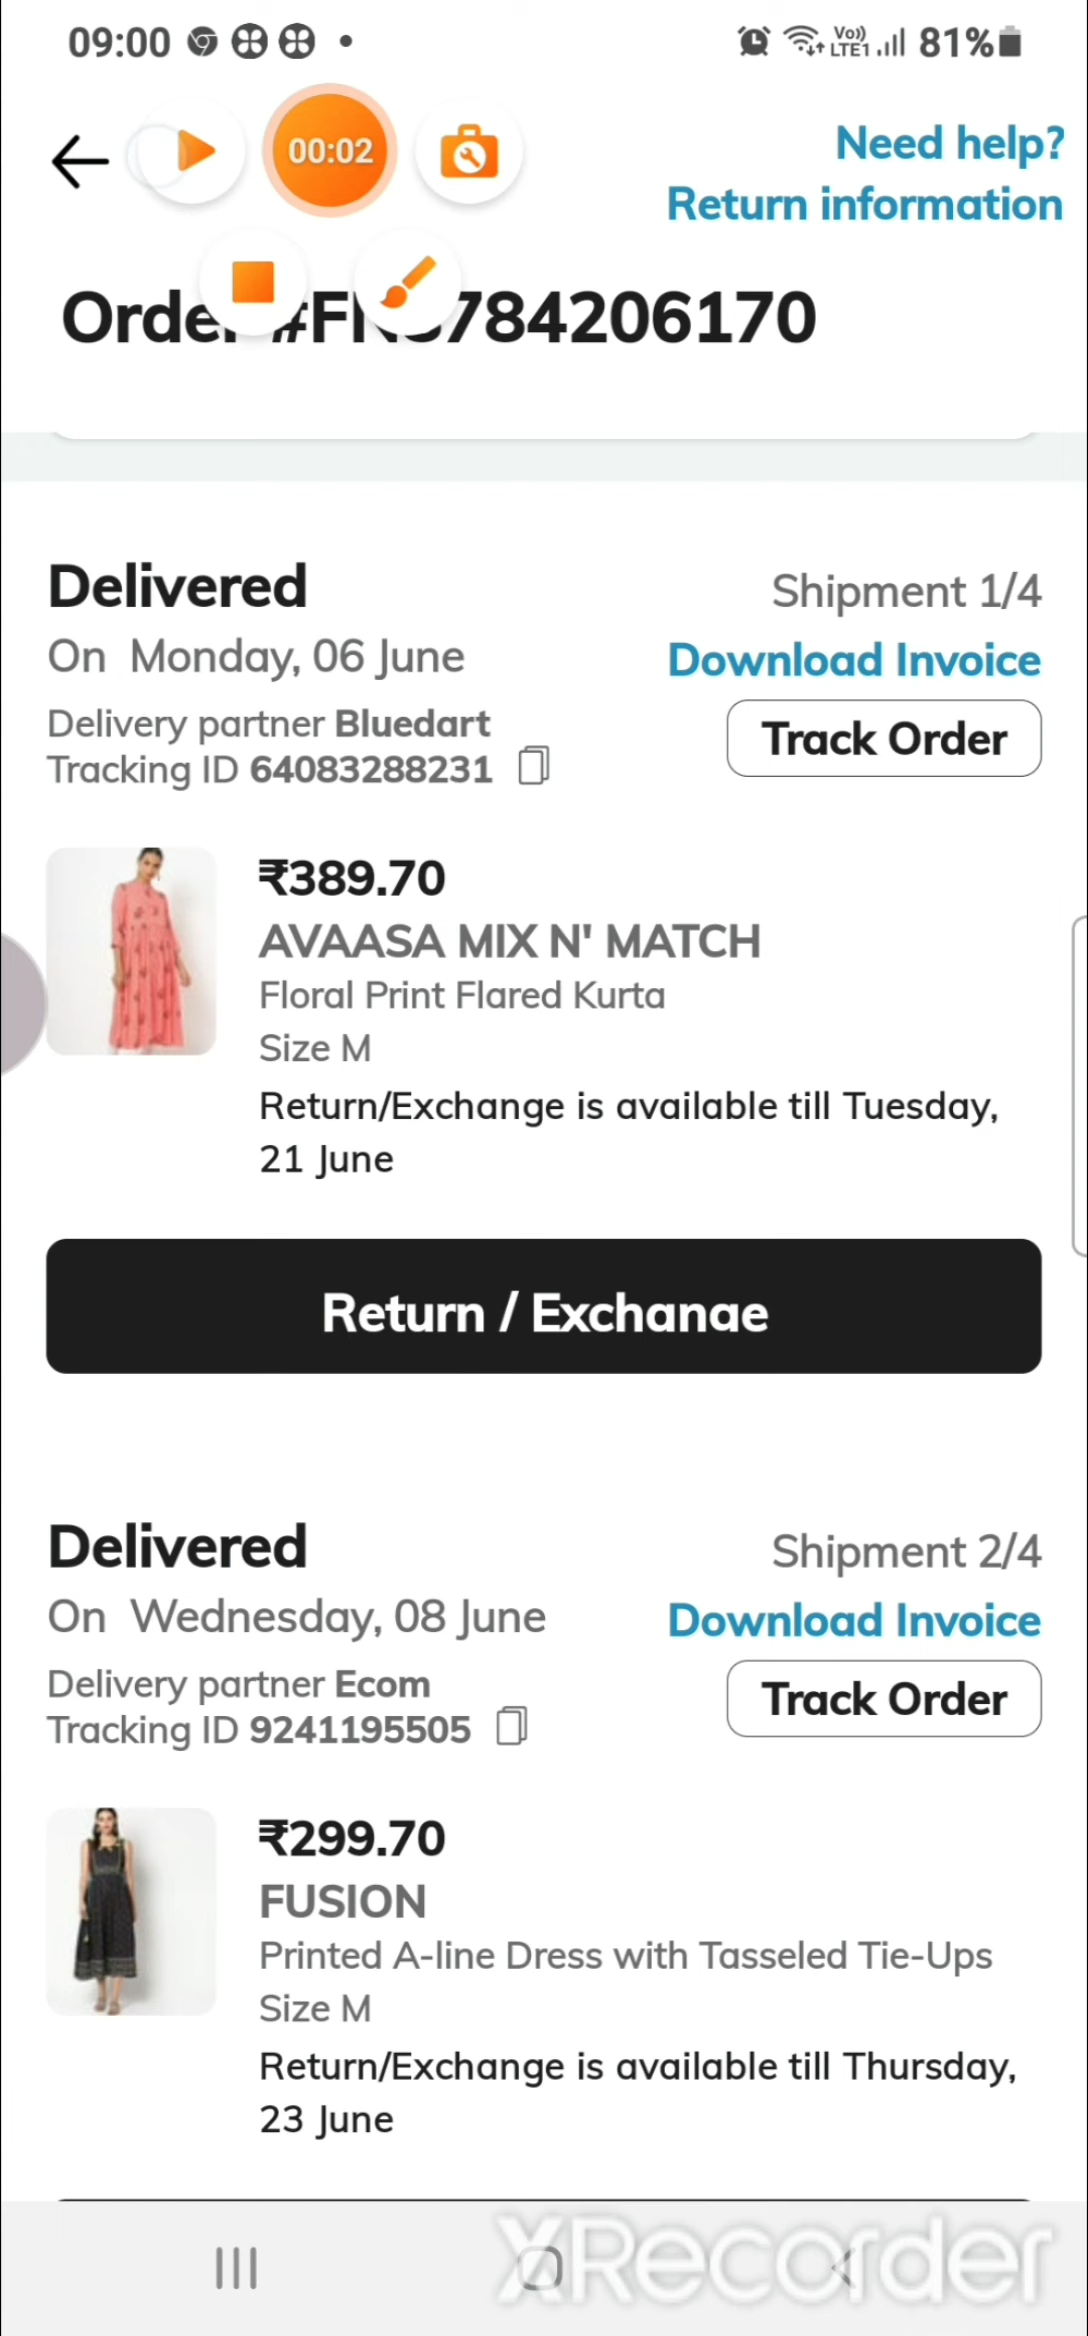 09:00
Vo)) LTE1 81%
00:02
Need help?
Return information
784206170
Delivered
Shipment 1/4
On Monday, 06 June
Download Invoice
Delivery partner Bluedart
Track Order
Tracking ID 64083288231
₹389.70
AVAASA MIX N' MATCH
Floral Print Flared Kurta
Size M
Return/Exchange is available till Tuesday,
21 June
Return / Exchange
Delivered
Shipment 2/4
On Wednesday, 08 June
Download Invoice
Delivery partner Ecom
Track Order
Tracking ID 9241195505
₹299.70
FUSION
Printed A-line Dress with Tasseled Tie-Ups
Size M
Return/Exchange is available till Thursday,
23 June
XRecorder